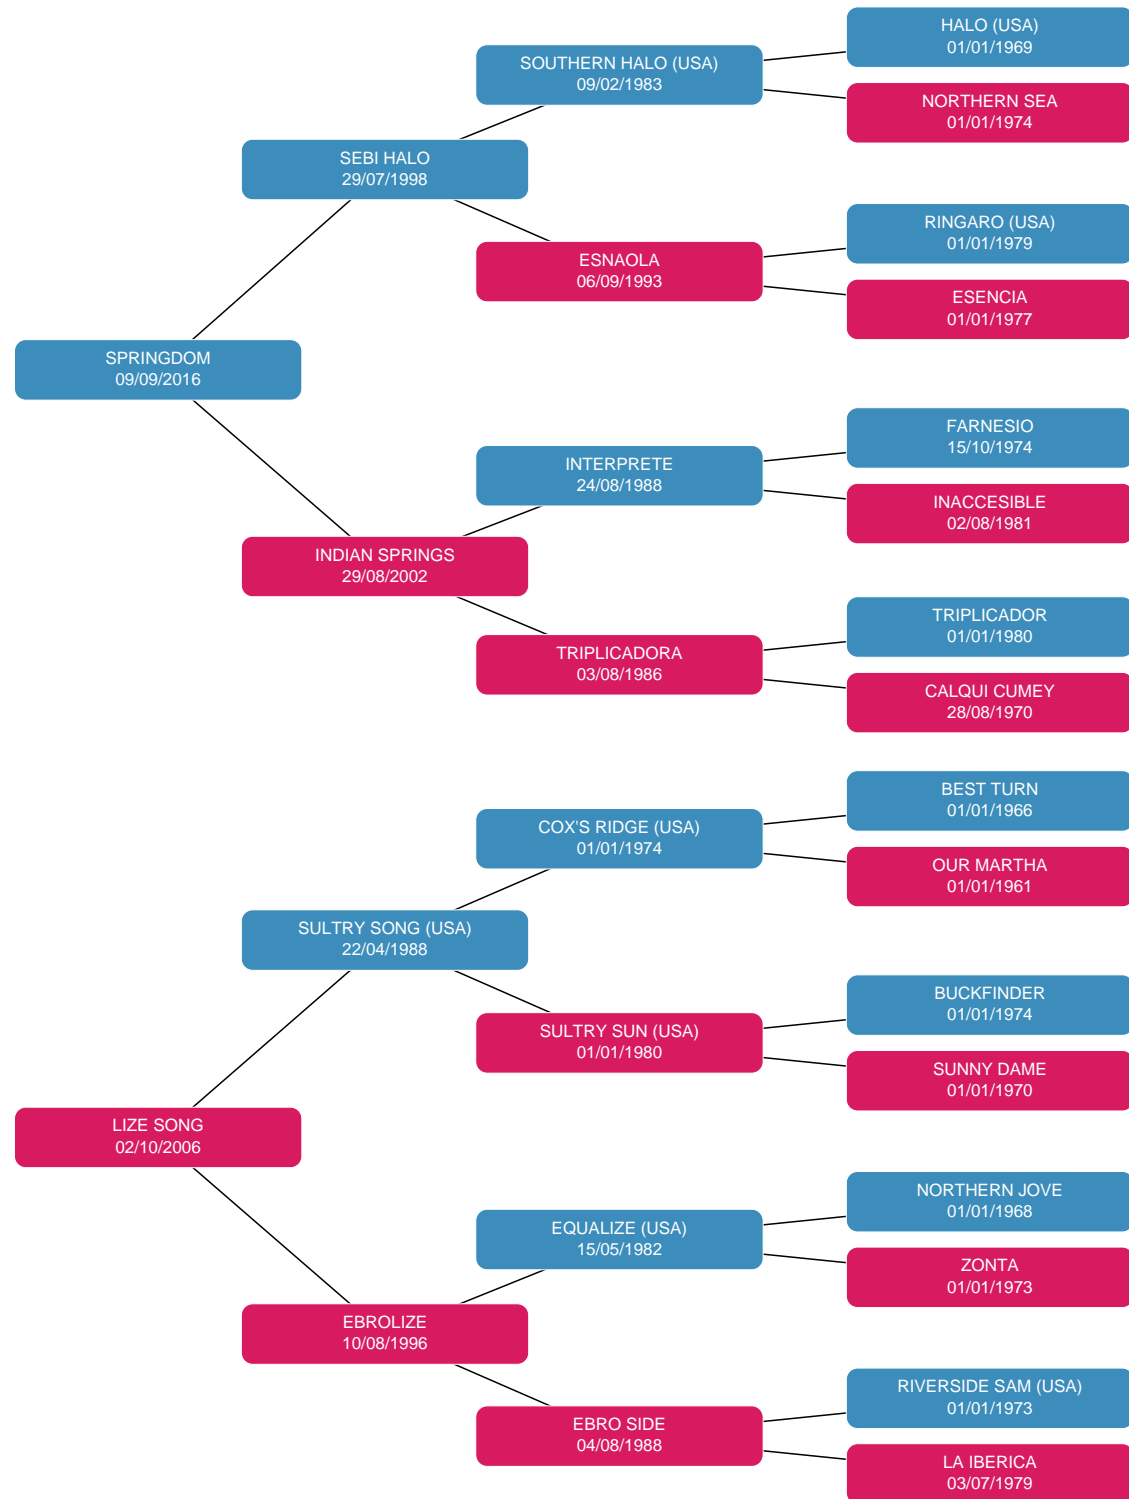 HALO (USA)
01/01/1969
SOUTHERN HALO (USA)
09/02/1983
NORTHERN SEA
01/01/1974
SEBI HALO
29/07/1998
RINGARO (USA)
01/01/1979
ESNAOLA
06/09/1993
ESENCIA
01/01/1977
SPRINGDOM
09/09/2016
FARNESIO
15/10/1974
INTERPRETE
24/08/1988
INACCESIBLE
02/08/1981
INDIAN SPRINGS
29/08/2002
TRIPLICADOR
01/01/1980
TRIPLICADORA
03/08/1986
CALQUI CUMEY
28/08/1970
BEST TURN
01/01/1966
COX'S RIDGE (USA)
01/01/1974
OUR MARTHA
01/01/1961
SULTRY SONG (USA)
22/04/1988
BUCKFINDER
01/01/1974
SULTRY SUN (USA)
01/01/1980
SUNNY DAME
01/01/1970
LIZE SONG
02/10/2006
NORTHERN JOVE
01/01/1968
EQUALIZE (USA)
15/05/1982
ZONTA
01/01/1973
EBROLIZE
10/08/1996
RIVERSIDE SAM (USA)
01/01/1973
EBRO SIDE
04/08/1988
LA IBERICA
03/07/1979